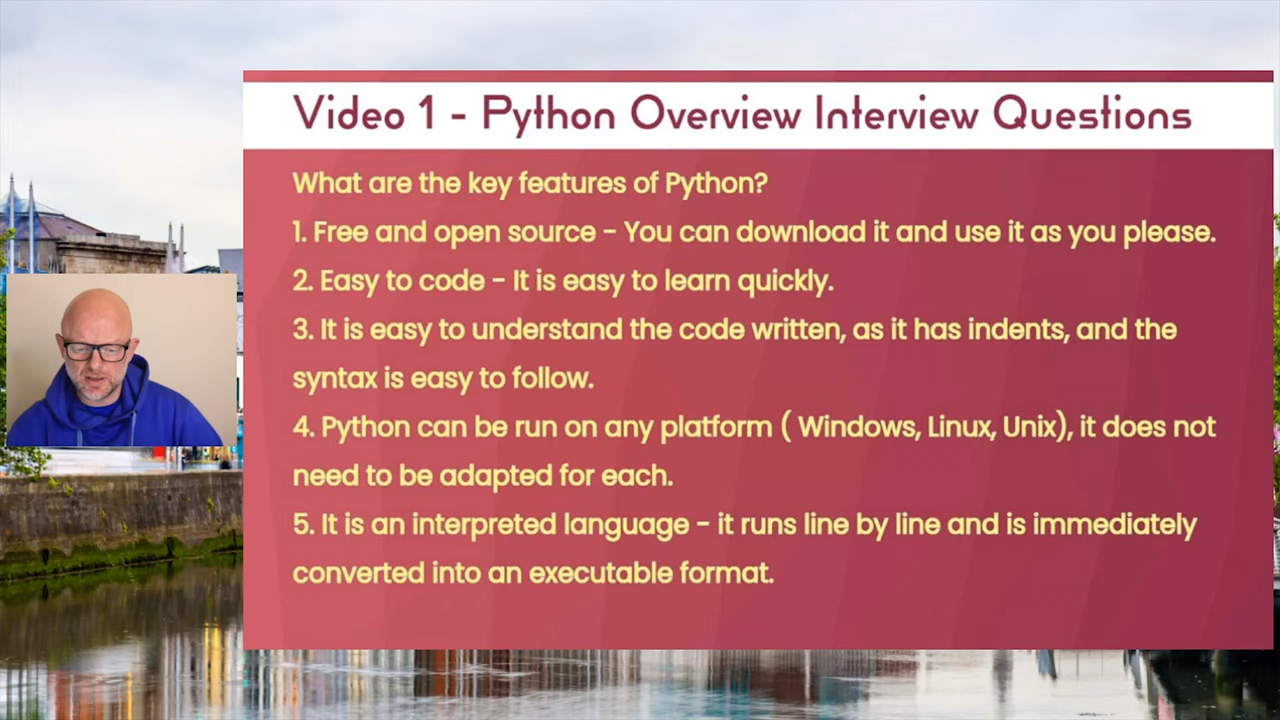 Video 1 - Python Overview Interview Questions
What are the key features of Python?
1. Free and open source - You can download it and use it as you please.
2. Easy to code - It is easy to learn quickly.
3. It is easy to understand the code written, as it has indents, and the
syntax is easy to follow.
4. Python can be run on any platform ( Windows, Linux, Unix), it does not
need to be adapted for each.
5. It is an interpreted language - it runs line by line and is immediately
converted into an executable format.